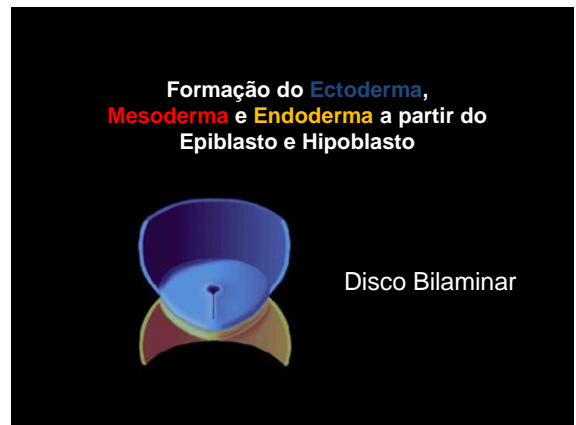 Formação do Ectoderma,
Mesoderma e Endoderma a partir do
Epiblasto e Hipoblasto
Disco Bilaminar